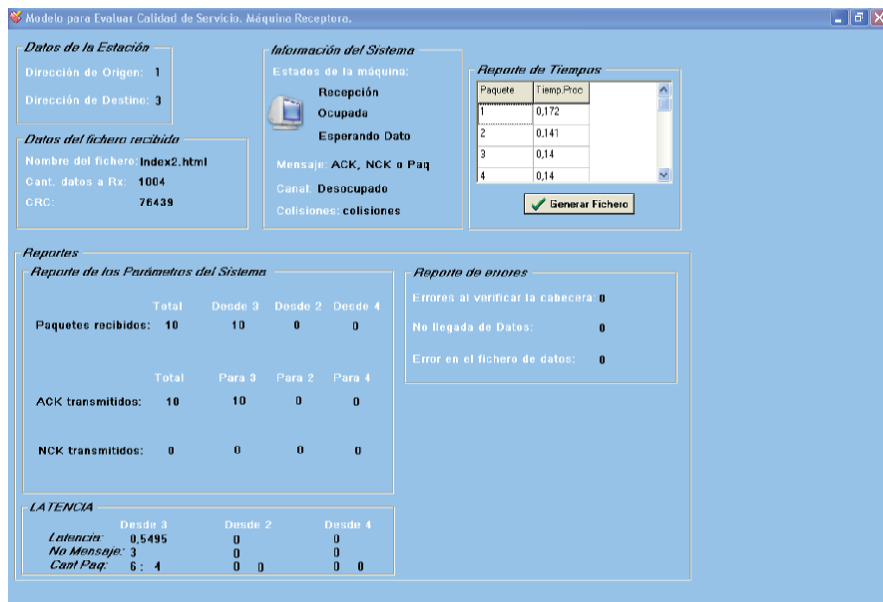 Modelo para Evaluar Calidad de Servicio. Máquina Receptora.
Datos de la Estación
Dirección de Origen: 1
Dirección de Destino: 3
Datos del fichero recibido
Nombre del fichero: Index2.html
Cant. datos a Rx: 1004
CRC: 76439
Información del Sistema
Estados de la máquina:
Recepción
Ocupada
Esperando Dato
Mensaje: ACK, NCK o Paq
Canal: Desocupado
Colisiones: colisiones
Reporte de Tiempos
Paquete Tiemp.Proc
1 0,172
2 0.141
3 0,14
4 0,14
Generar Fichero
Reportes
Reporte de los Parámetros del Sistema
Total Desde 3 Desde 2 Desde 4
Paquetes recibidos: 10 10 0 0
Total Para 3 Para 2 Para 4
ACK transmitidos: 10 10 0 0
NCK transmitidos: 0 0 0 0
Reporte de errores
Errores al verificar la cabecera 0
No llegada de Datos: 0
Error en el fichero de datos: 0
LATENCIA
Desde 3 Desde 2 Desde 4
Latencia: 0,5495 0 0
No Mensaje: 3 0 0
Cant Paq: 6 : 4 0 0 0 0